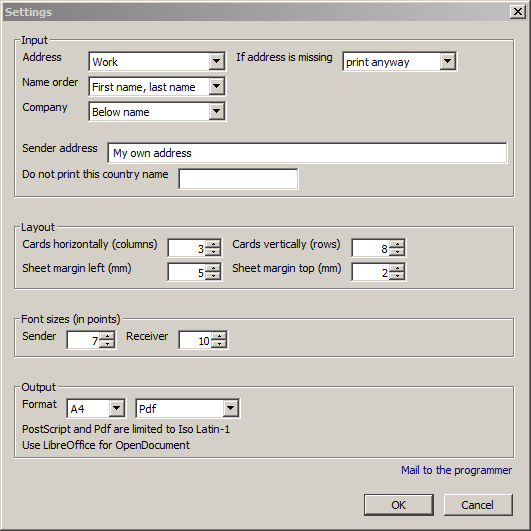 Settings
Input
Address Work If address is missing print anyway
Name order First name, last name
Company Below name
Sender address My own address
Do not print this country name
Layout
Cards horizontally (columns) 3 Cards vertically (rows) 8
Sheet margin left (mm) 5 Sheet margin top (mm) 2
Font sizes (in points)
Sender 7 Receiver 10
Output
Format A4 Pdf
PostScript and Pdf are limited to Iso Latin-1
Use LibreOffice for OpenDocument
Mail to the programmer
OK Cancel